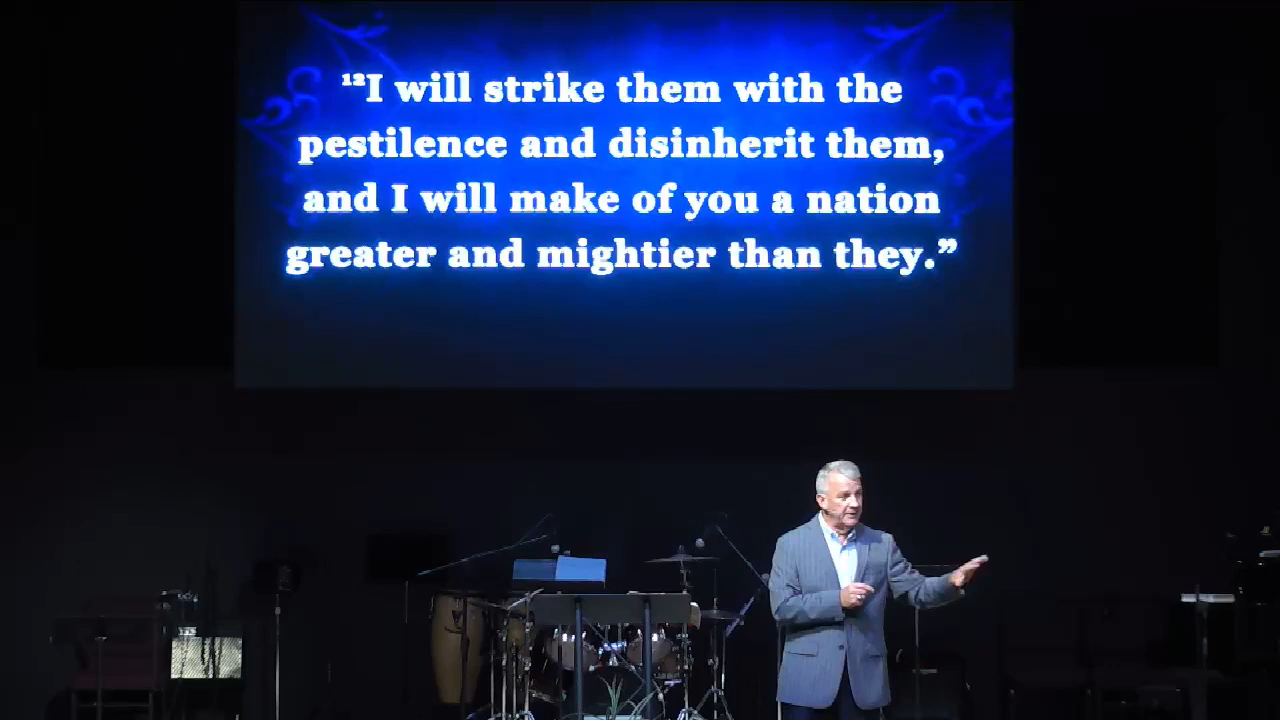 ¹²I will strike them with the
pestilence and disinherit them,
and I will make of you a nation
greater and mightier than they.”